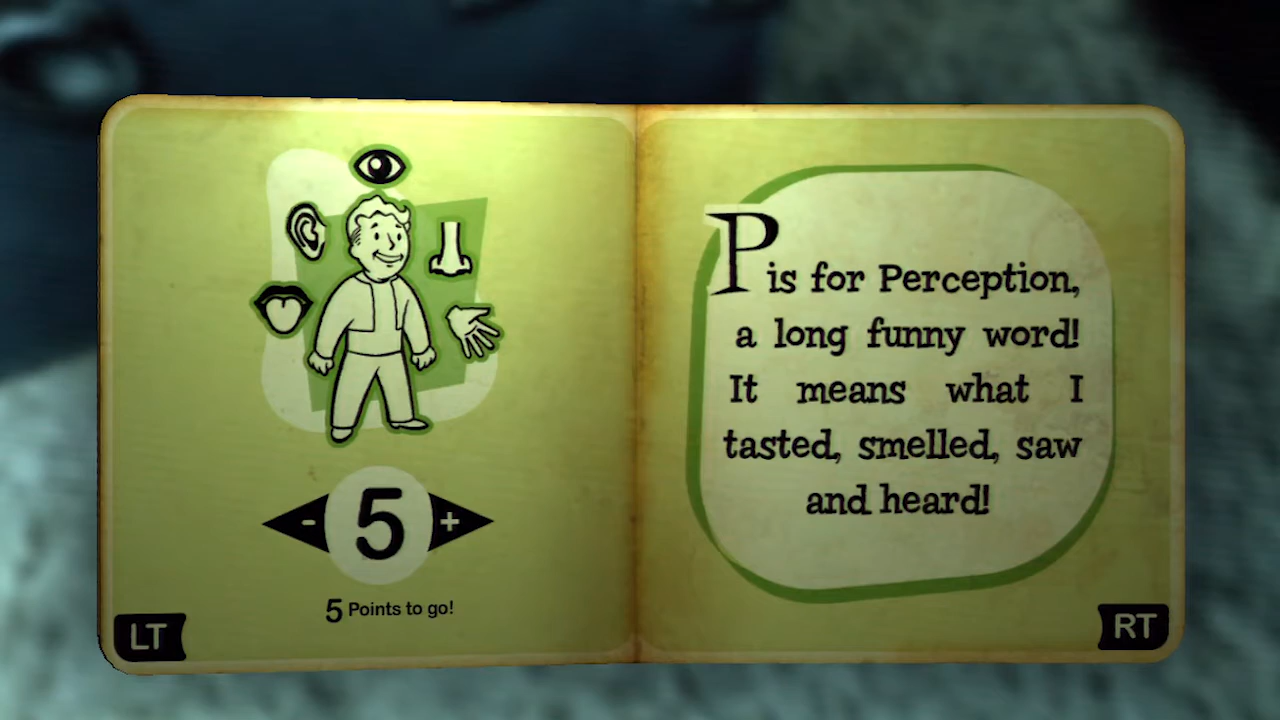 P is for Perception,
a long funny word!
It means what I
tasted, smelled, saw
and heard!
- 5 +
5 Points to go!
LT
RT